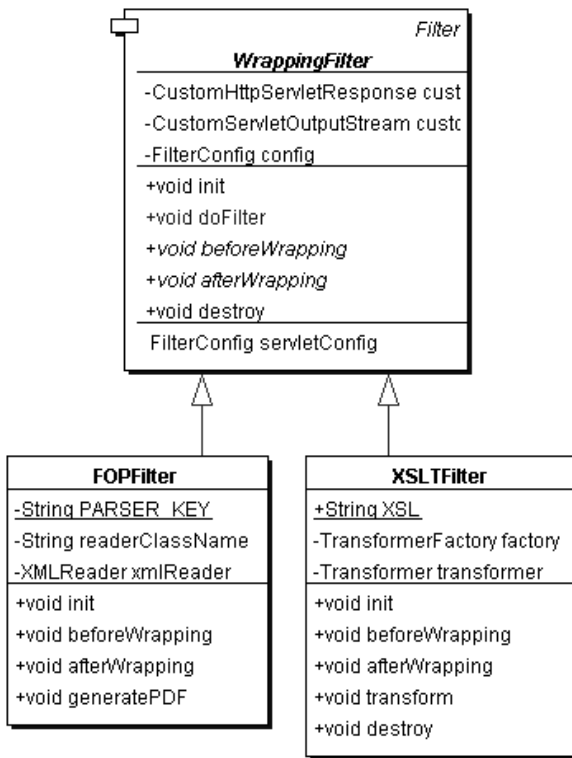 Filter
WrappingFilter
-CustomHttpServletResponse cust
-CustomServletOutputStream custo
-FilterConfig config
+void init
+void doFilter
+void beforeWrapping
+void afterWrapping
+void destroy
FilterConfig servletConfig
FOPFilter
-String PARSER_KEY
-String readerClassName
-XMLReader xmlReader
+void init
+void beforeWrapping
+void afterWrapping
+void generatePDF
XSLTFilter
+String XSL
-TransformerFactory factory
-Transformer transformer
+void init
+void beforeWrapping
+void afterWrapping
+void transform
+void destroy